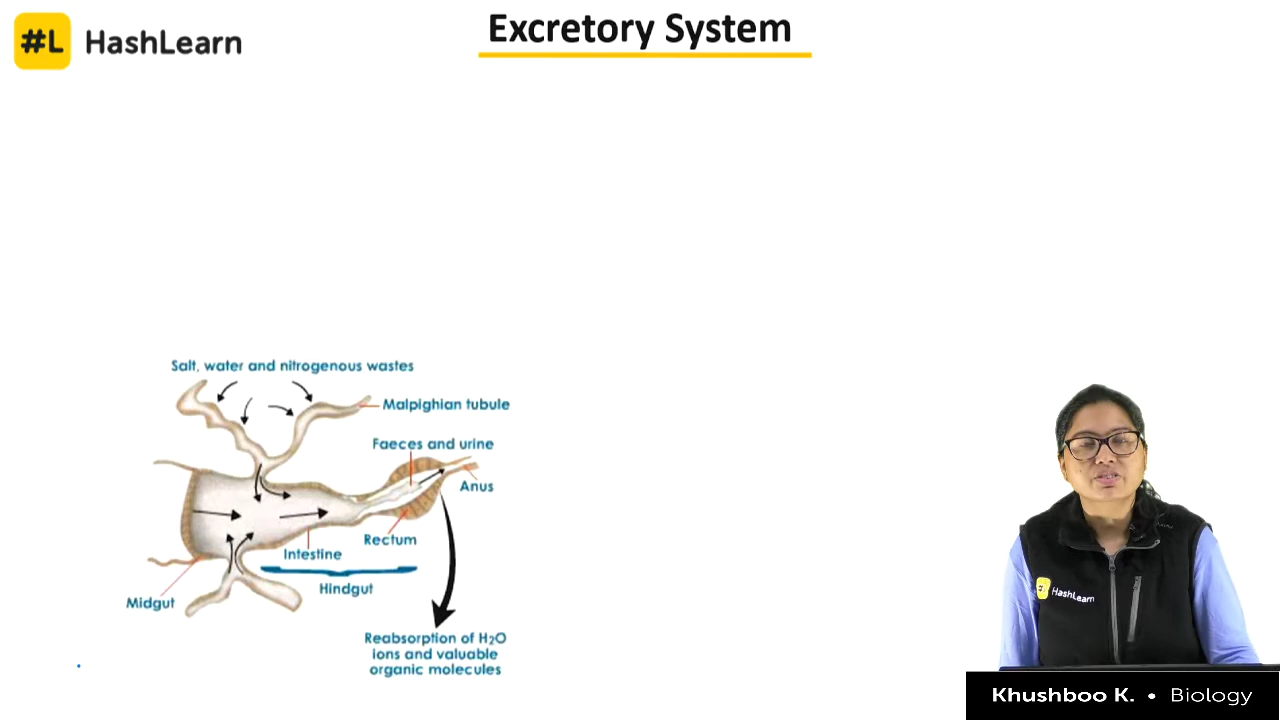 #L HashLearn
Excretory System
Salt, water and nitrogenous wastes
Malpighian tubule
Faeces and urine
Anus
Rectum
Intestine
Hindgut
Midgut
Reabsorption of H₂O
ions and valuable
organic molecules
HashLearn
Khushboo K. • Biology